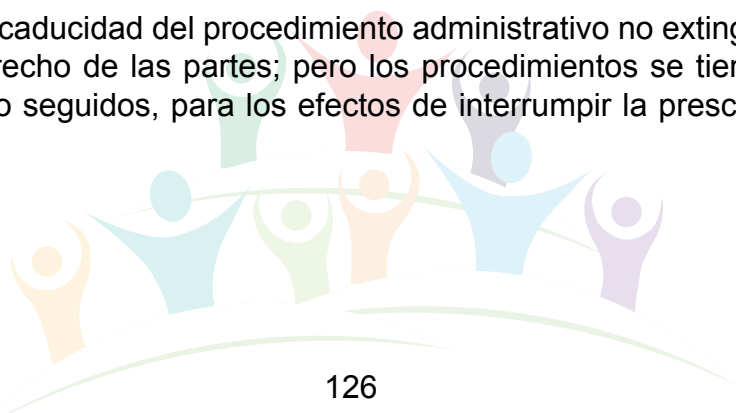 caducidad del procedimiento administrativo no exting
recho de las partes; pero los procedimientos se tier
o seguidos, para los efectos de interrumpir la presc
126